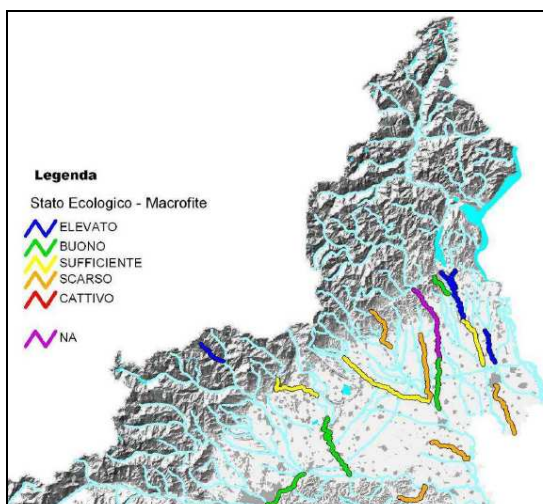 Legenda
Stato Ecologico - Macrofite
ELEVATO
BUONO
SUFFICIENTE
SCARSO
CATTIVO
NA